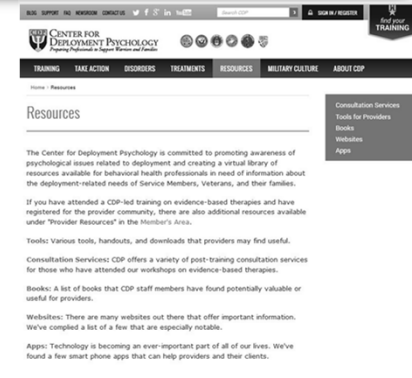 BLOG SUPPORT FAQ NEWSROOM CONTACT US
Search CDP
SIGN IN / REGISTER
find your
TRAINING
CDP
CENTER FOR
DEPLOYMENT PSYCHOLOGY
Preparing Professionals to Support Warriors and Families
TRAINING TAKE ACTION DISORDERS TREATMENTS RESOURCES MILITARY CULTURE ABOUT CDP
Home › Resources
Resources
Consultation Services
Tools for Providers
Books
Websites
Apps
The Center for Deployment Psychology is committed to promoting awareness of
psychological issues related to deployment and creating a virtual library of
resources available for behavioral health professionals in need of information about
the deployment-related needs of Service Members, Veterans, and their families.
If you have attended a CDP-led training on evidence-based therapies and have
registered for the provider community, there are also additional resources available
under "Provider Resources" in the Member's Area.
Tools: Various tools, handouts, and downloads that providers may find useful.
Consultation Services: CDP offers a variety of post-training consultation services
for those who have attended our workshops on evidence-based therapies.
Books: A list of books that CDP staff members have found potentially valuable or
useful for providers.
Websites: There are many websites out there that offer important information.
We've complied a list of a few that are especially notable.
Apps: Technology is becoming an ever-important part of all of our lives. We've
found a few smart phone apps that can help providers and their clients.